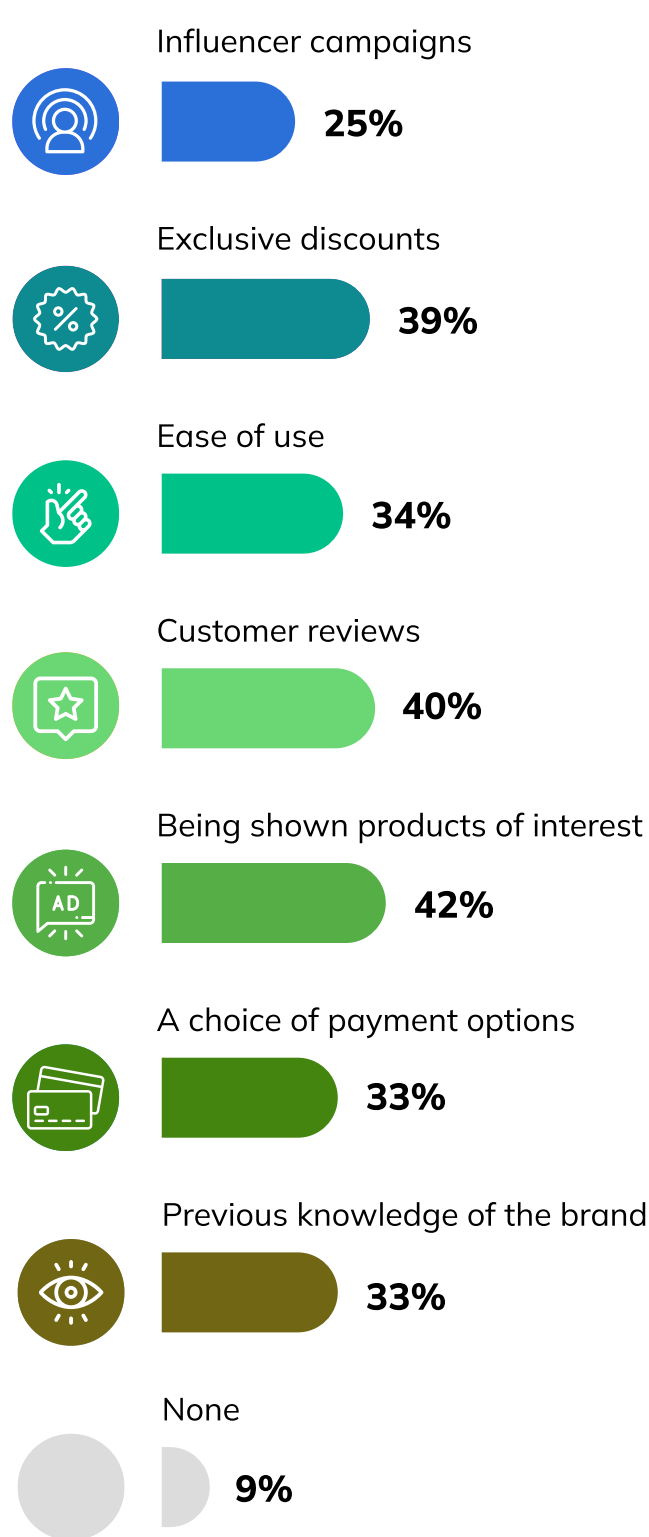 Influencer campaigns
25%
Exclusive discounts
%
39%
Ease of use
34%
Customer reviews
40%
Being shown products of interest
AD
42%
A choice of payment options
33%
Previous knowledge of the brand
33%
None
9%